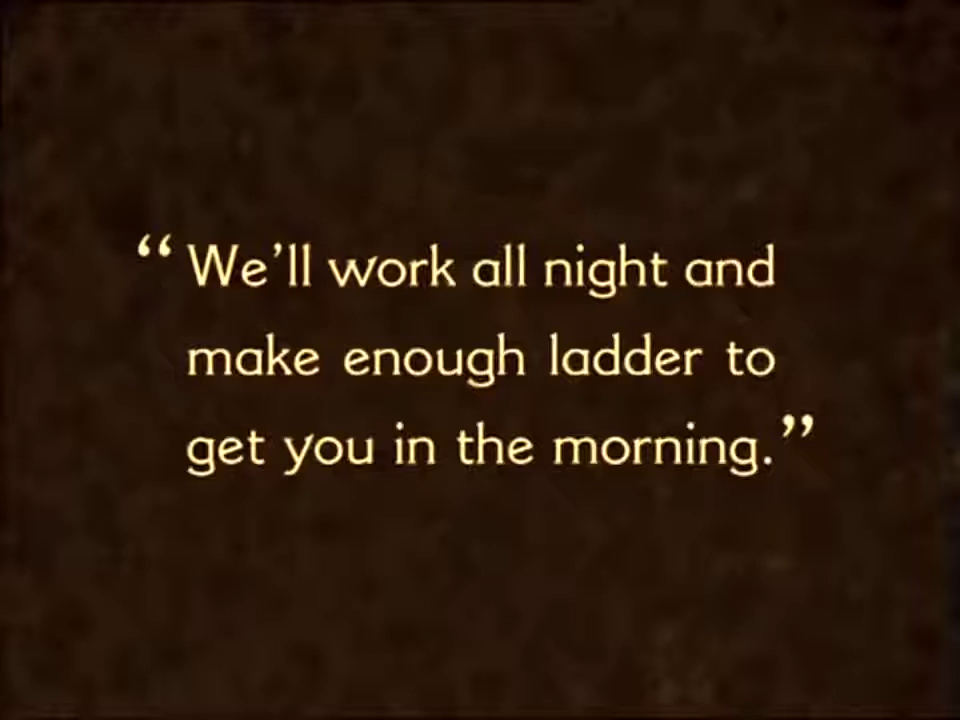 “We’ll work all night and
make enough ladder to
get you in the morning.”